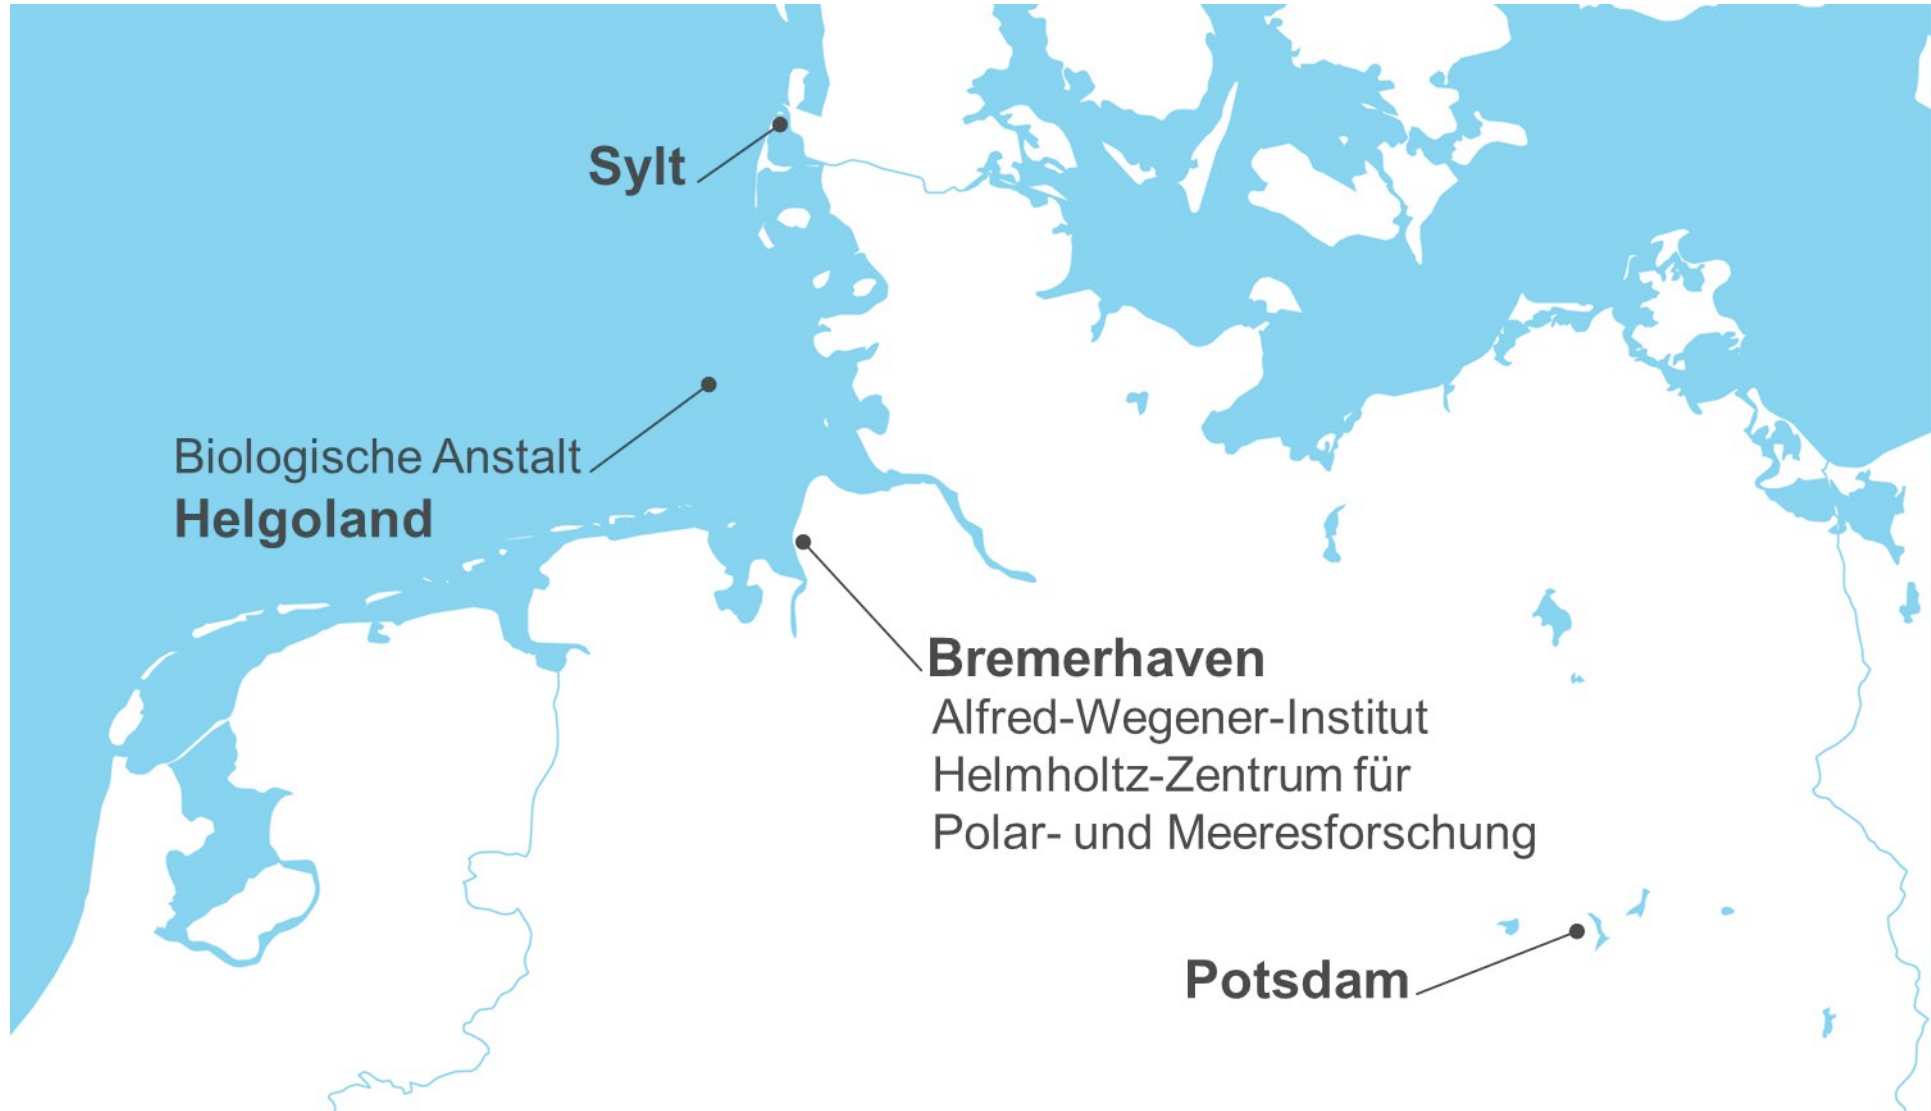 Sylt
Biologische Anstalt
Helgoland
Bremerhaven
Alfred-Wegener-Institut
Helmholtz-Zentrum für
Polar- und Meeresforschung
Potsdam